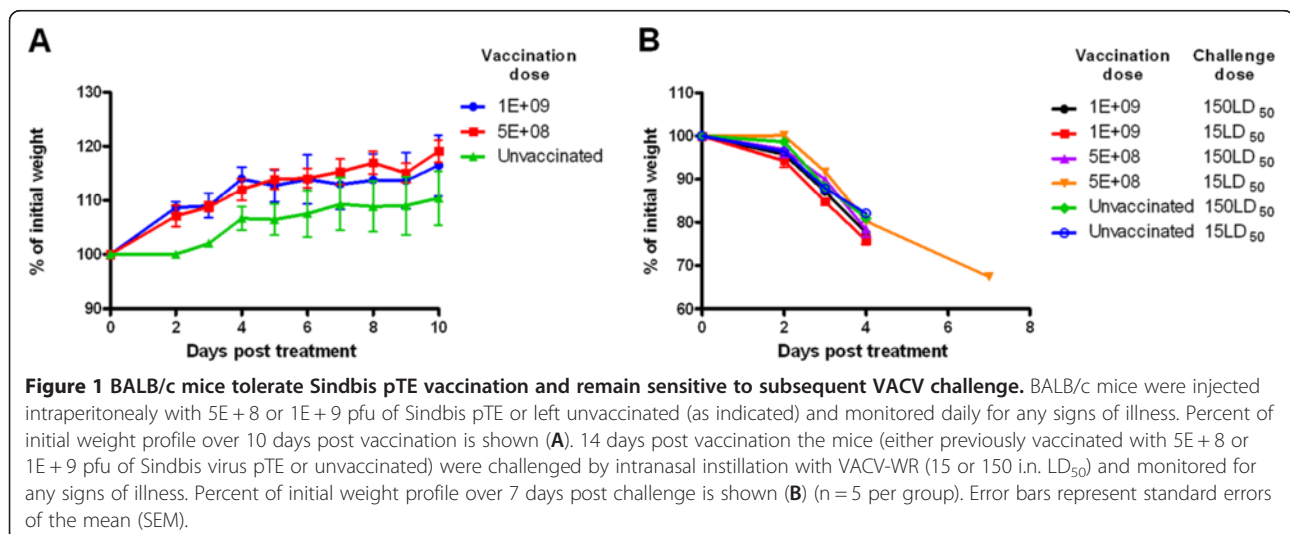 A
Vaccination
dose
1E+09
5E+08
Unvaccinated
130
120
110
100
90
% of initial weight
0 2 4 6 8 10
Days post treatment
B
Vaccination Challenge
dose dose
1E+09 150LD50
1E+09 15LD50
5E+08 150LD50
5E+08 15LD50
Unvaccinated 150LD50
Unvaccinated 15LD50
110
100
90
80
70
60
% of initial weight
0 2 4 6 8
Days post treatment
Figure 1 BALB/c mice tolerate Sindbis pTE vaccination and remain sensitive to subsequent VACV challenge. BALB/c mice were injected
intraperitonealy with 5E + 8 or 1E + 9 pfu of Sindbis pTE or left unvaccinated (as indicated) and monitored daily for any signs of illness. Percent of
initial weight profile over 10 days post vaccination is shown (A). 14 days post vaccination the mice (either previously vaccinated with 5E + 8 or
1E + 9 pfu of Sindbis virus pTE or unvaccinated) were challenged by intranasal instillation with VACV-WR (15 or 150 i.n. LD50) and monitored for
any signs of illness. Percent of initial weight profile over 7 days post challenge is shown (B) (n = 5 per group). Error bars represent standard errors
of the mean (SEM).